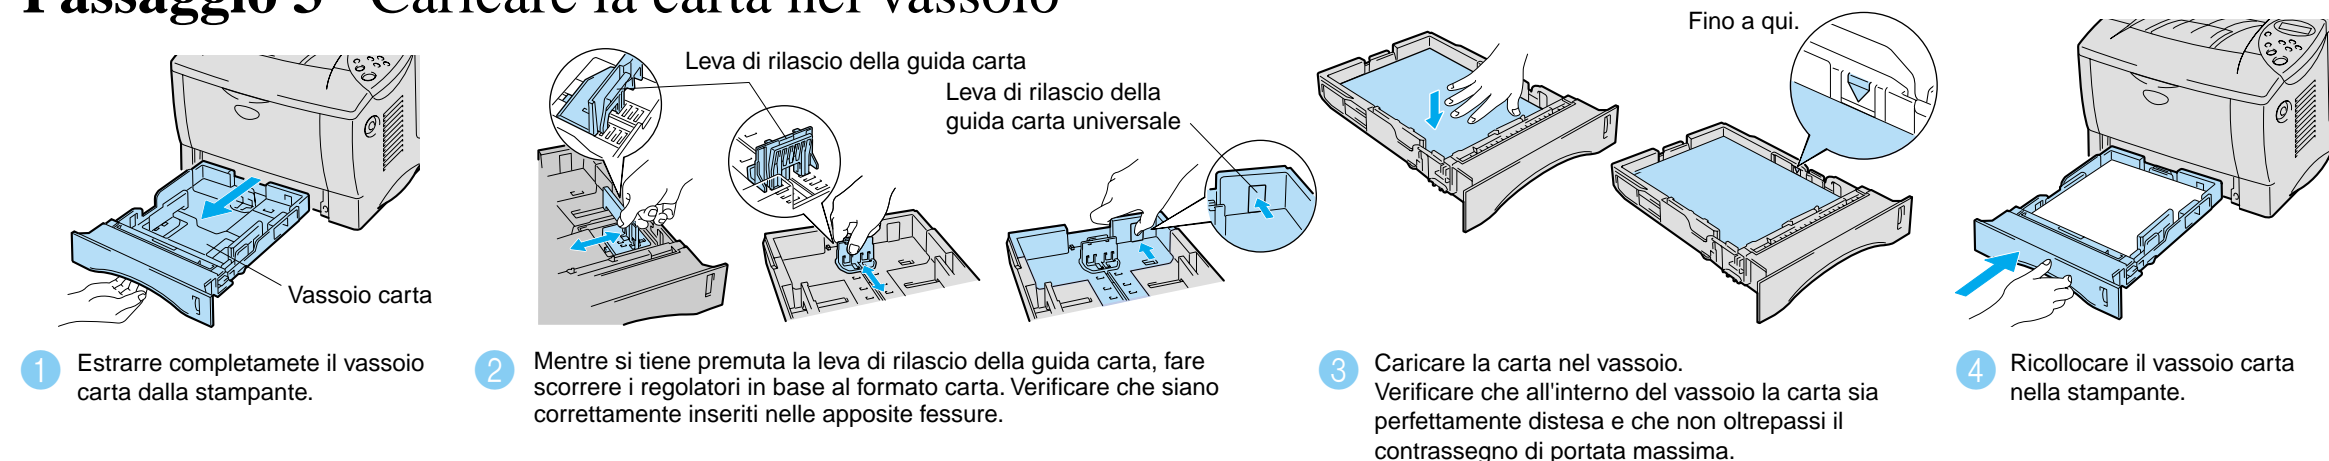 Passaggio 3 Caricare la carta nel vassoio
Leva di rilascio della guida carta
Leva di rilascio della
guida carta universale
Fino a qui.
Vassoio carta
1 Estrarre completamete il vassoio
carta dalla stampante.
2 Mentre si tiene premuta la leva di rilascio della guida carta, fare
scorrere i regolatori in base al formato carta. Verificare che siano
correttamente inseriti nelle apposite fessure.
3 Caricare la carta nel vassoio.
Verificare che all'interno del vassoio la carta sia
perfettamente distesa e che non oltrepassi il
contrassegno di portata massima.
4 Ricollocare il vassoio carta
nella stampante.